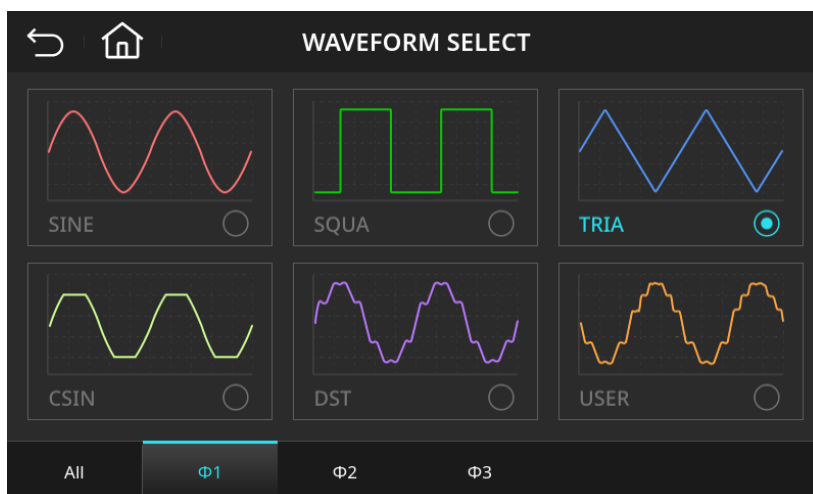 WAVEFORM SELECT
SINE
SQUA
TRIA
CSIN
DST
USER
All
Φ1
Φ2
Φ3